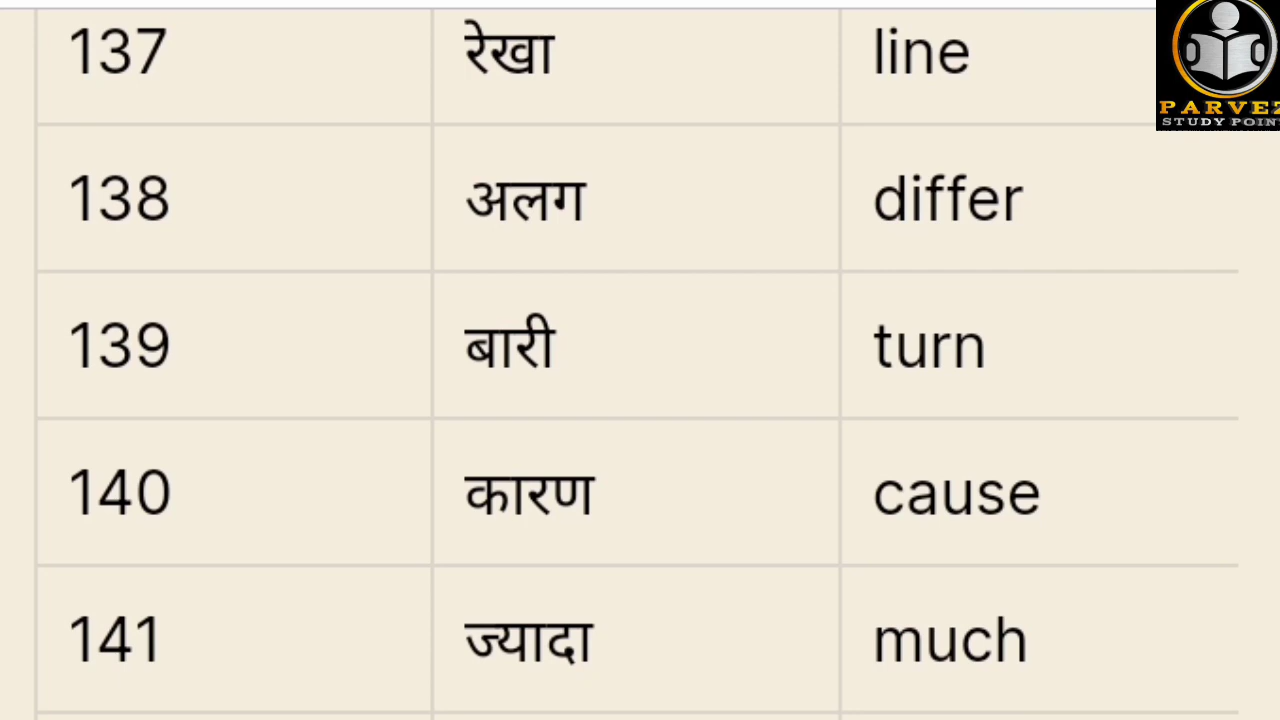 137 रेखा line
138 अलग differ
139 बारी turn
140 कारण cause
141 ज्यादा much
PARVEZ
STUDY POINT